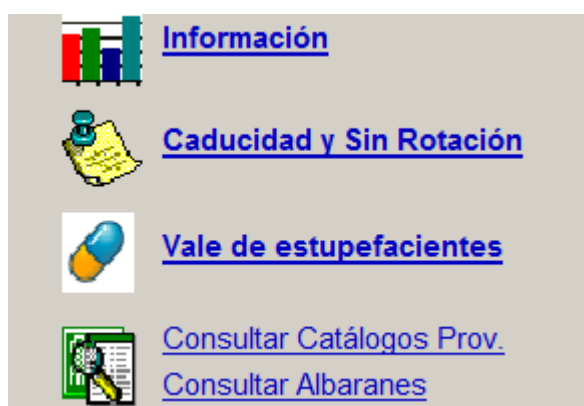 Información
Caducidad y Sin Rotación
Vale de estupefacientes
Consultar Catálogos Prov.
Consultar Albaranes